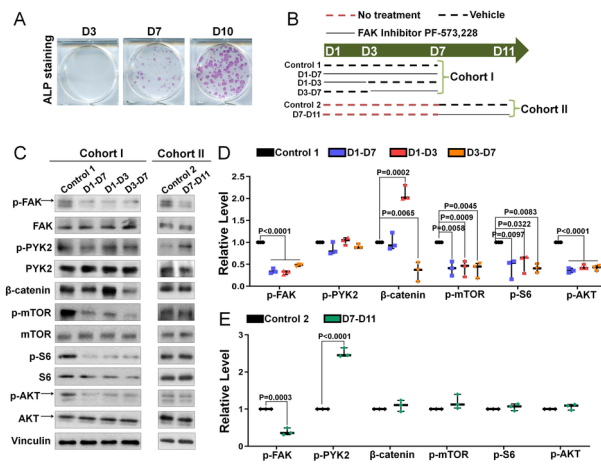 A
D3 D7 D10
ALP staining
B
No treatment Vehicle
FAK Inhibitor PF-573,228
D1 D3 D7 D11
Control 1
D1-D7
D1-D3
D3-D7
Cohort I
Control 2
D7-D11
Cohort II
C
Cohort I Cohort II
Control 1 D1-D7 D1-D3 D3-D7 Control 2 D7-D11
p-FAK
FAK
p-PYK2
PYK2
β-catenin
p-mTOR
mTOR
p-S6
S6
p-AKT
AKT
Vinculin
D
Control 1 D1-D7 D1-D3 D3-D7
Relative Level
2.5
2.0
1.5
1.0
0.5
0.0
P<0.0001
P=0.0002
P=0.0065
P=0.0045
P=0.0009
P=0.0058
P=0.0083
P=0.0322
P=0.0097
P<0.0001
p-FAK p-PYK2 β-catenin p-mTOR p-S6 p-AKT
E
Control 2 D7-D11
Relative Level
3
2
1
0
P=0.0003
P<0.0001
p-FAK p-PYK2 β-catenin p-mTOR p-S6 p-AKT